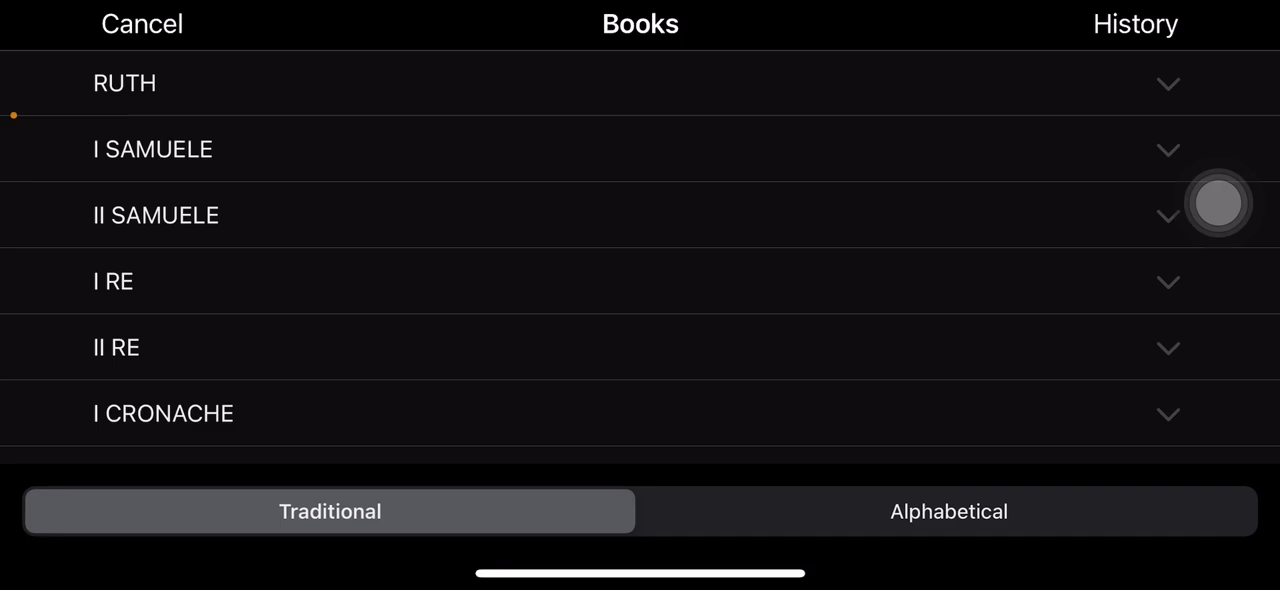 Cancel Books History
RUTH
I SAMUELE
II SAMUELE
I RE
II RE
I CRONACHE
Traditional Alphabetical